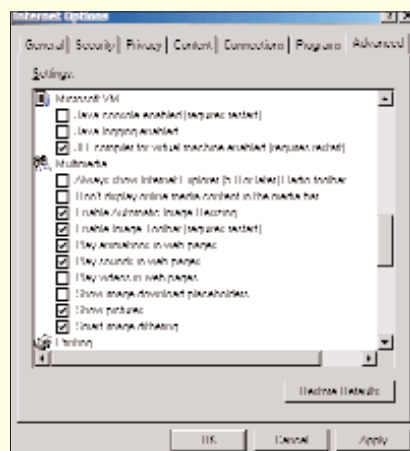 Internet Options
General Security Privacy Content Connections Programs Advanced
Settings:
Microsoft VM
Java console enabled (requires restart)
Java logging enabled
JIT compiler for virtual machine enabled (requires restart)
Multimedia
Always show Internet Explorer (5.0 or later) Radio toolbar
Don't display online media content in the media bar
Enable Automatic Image Resizing
Enable Image Toolbar (requires restart)
Play animations in web pages
Play sounds in web pages
Play videos in web pages
Show image download placeholders
Show pictures
Smart image dithering
Printing
Restore Defaults
OK Cancel Apply